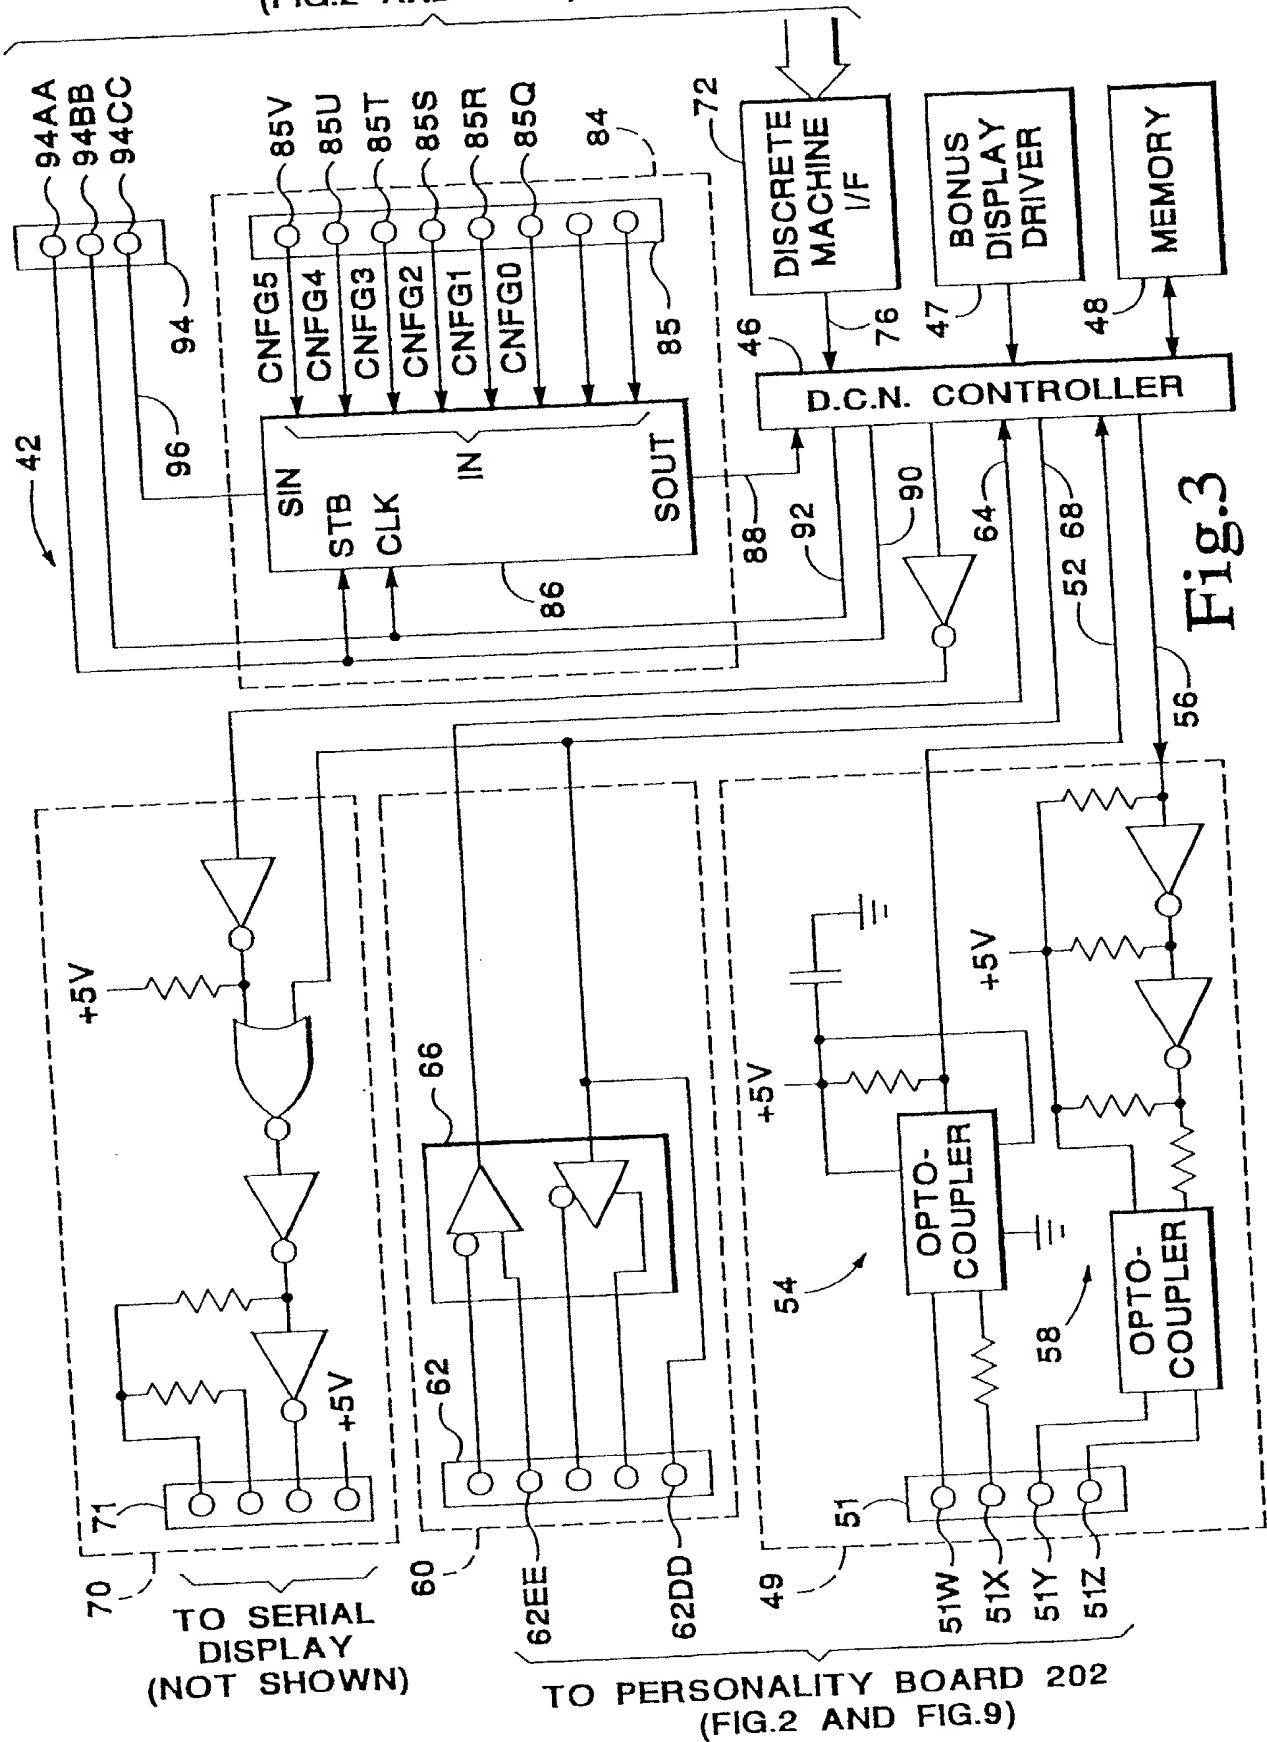 (FIG.2 AND
94AA
94BB
94CC
94
42
96
85V
85U
85T
85S
85R
85Q
84
CNFG5
CNFG4
CNFG3
CNFG2
CNFG1
CNFG0
85
SIN
STB
CLK
IN
SOUT
86
88
72
DISCRETE
MACHINE
I/F
76
BONUS
DISPLAY
DRIVER
47
MEMORY
48
46
D.C.N. CONTROLLER
92
90
64
68
52
56
Fig.3
+5V
71
+5V
70
TO SERIAL
DISPLAY
(NOT SHOWN)
66
62
60
62EE
62DD
+5V
OPTO-
COUPLER
54
+5V
OPTO-
COUPLER
58
51
49
51W
51X
51Y
51Z
TO PERSONALITY BOARD 202
(FIG.2 AND FIG.9)